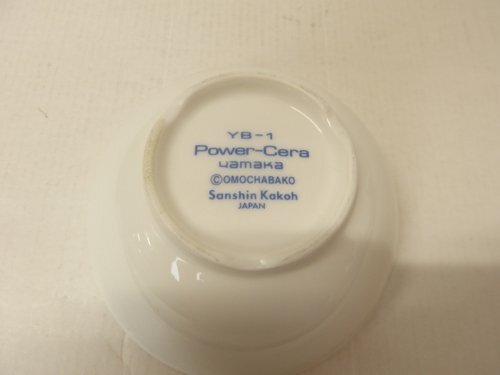 YB-1
Power-Cera
yamaka
©OMOCHABAKO
Sanshin Kakoh
JAPAN